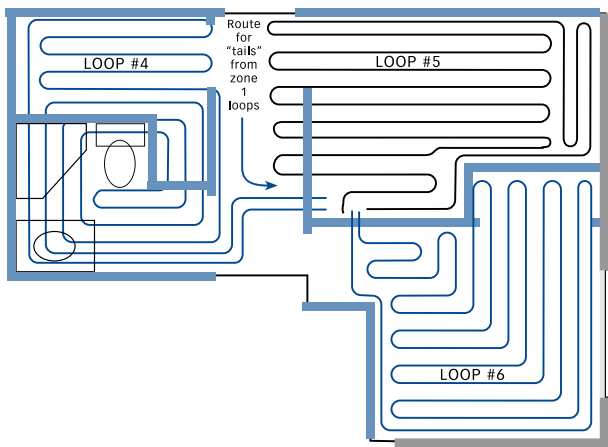 Route
for
“tails”
from
zone
1
loops
LOOP #4
LOOP #5
LOOP #6